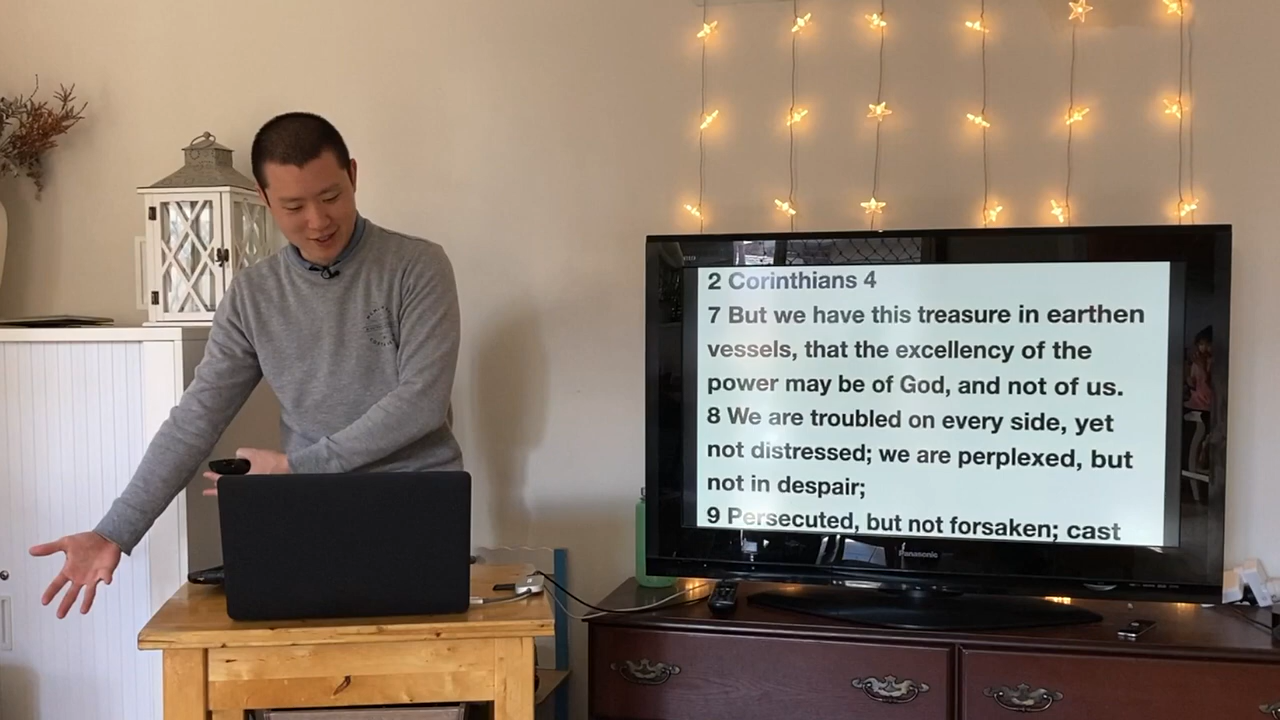 2 Corinthians 4
7 But we have this treasure in earthen
vessels, that the excellency of the
power may be of God, and not of us.
8 We are troubled on every side, yet
not distressed; we are perplexed, but
not in despair;
9 Persecuted, but not forsaken; cast
Panasonic